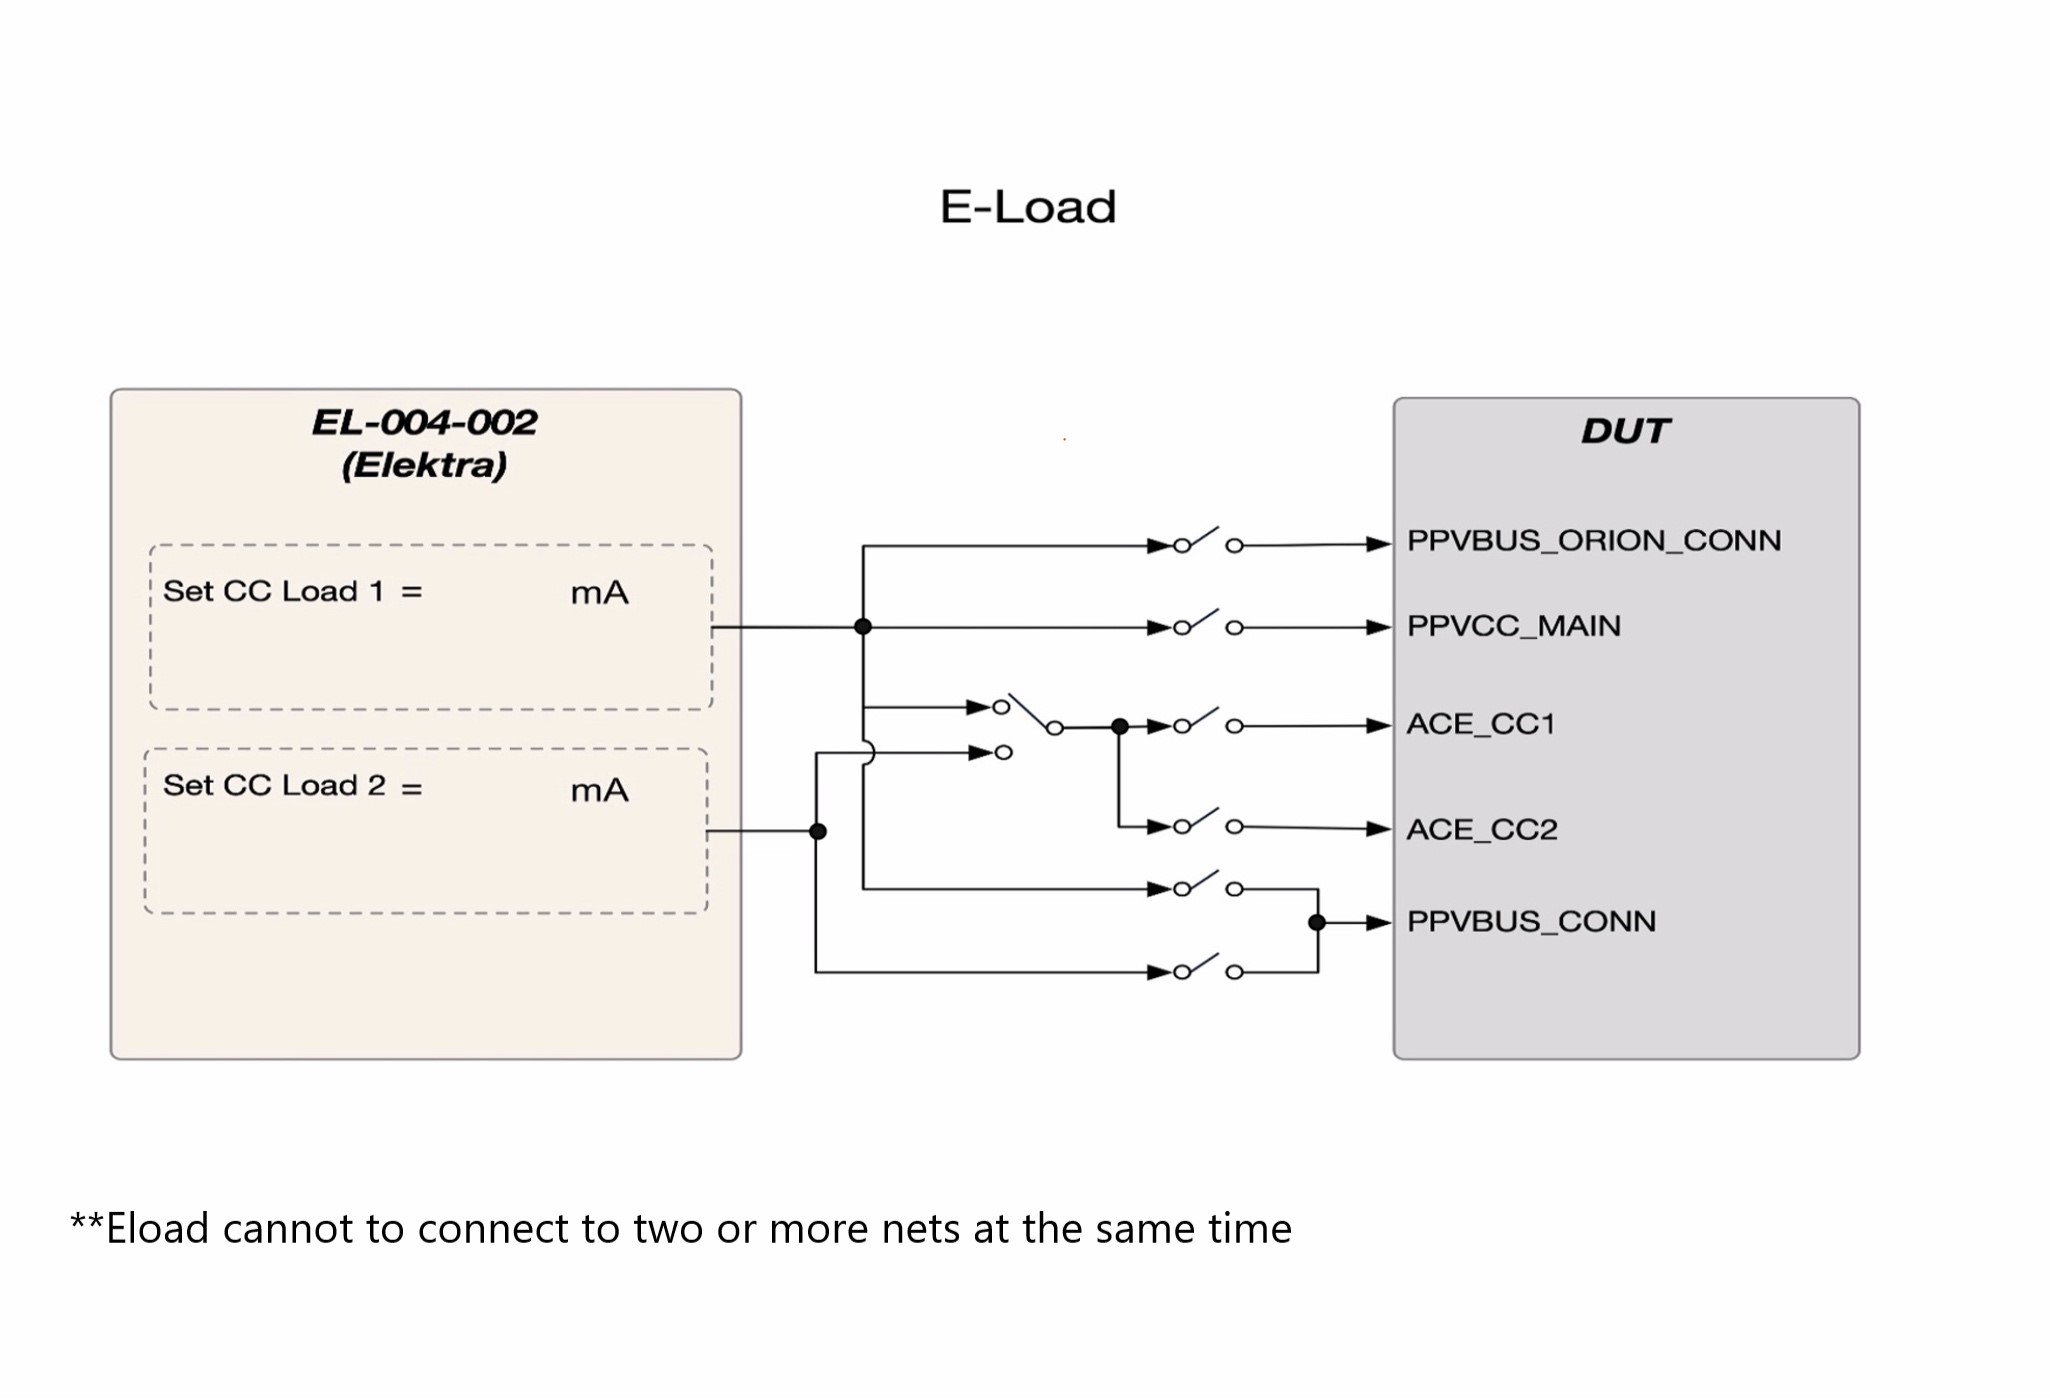 E-Load
EL-004-002
(Elektra)
Set CC Load 1 = mA
Set CC Load 2 = mA
DUT
PPVBUS_ORION_CONN
PPVCC_MAIN
ACE_CC1
ACE_CC2
PPVBUS_CONN
**Eload cannot to connect to two or more nets at the same time